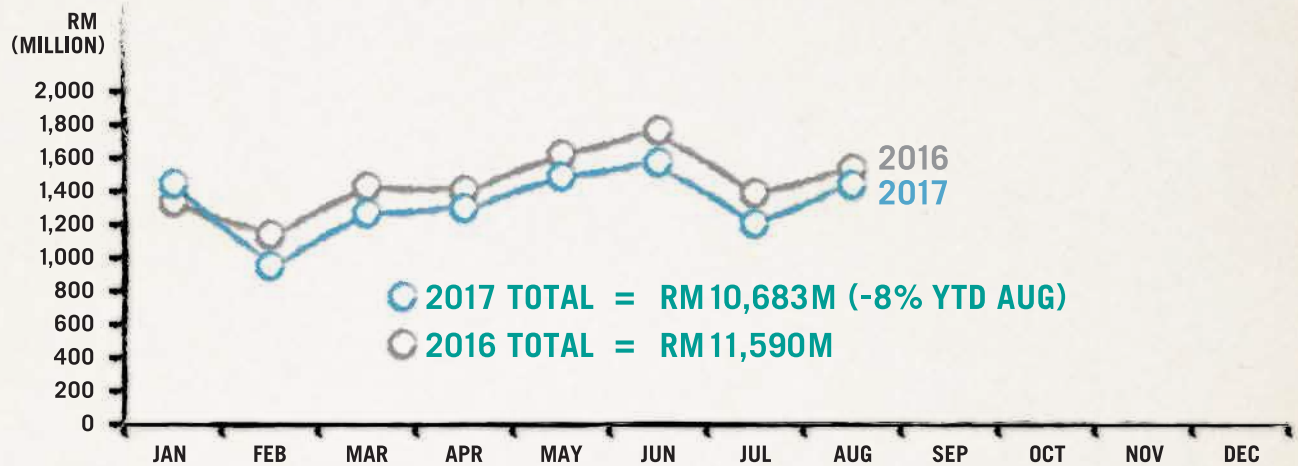 RM
(MILLION)
2,000
1,800
1,600
1,400
1,200
1,000
800
600
400
200
0
2016
2017
2017 TOTAL = RM10,683M (-8% YTD AUG)
2016 TOTAL = RM11,590M
JAN FEB MAR APR MAY JUN JUL AUG SEP OCT NOV DEC